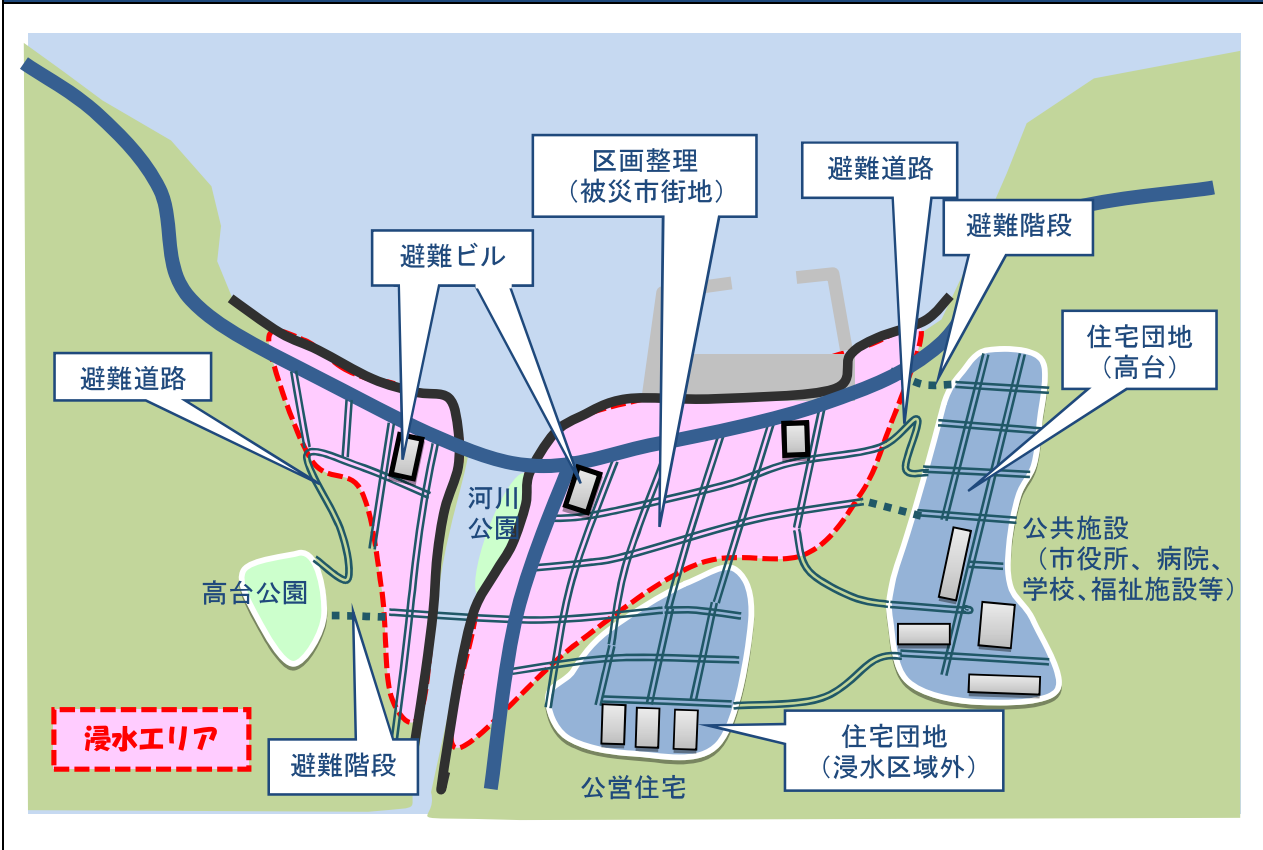 区画整理
（被災市街地）
避難道路
避難階段
避難ビル
住宅団地
（高台）
避難道路
河川
公園
公共施設
（市役所、病院、
学校、福祉施設等）
高台公園
浸水エリア
避難階段
住宅団地
（浸水区域外）
公営住宅